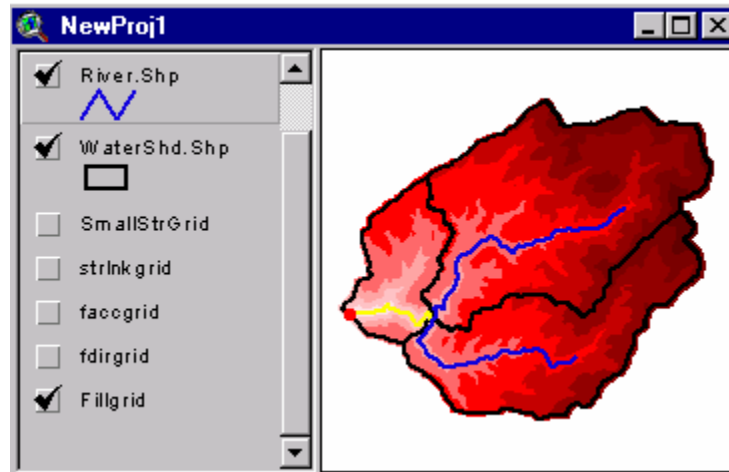 NewProj1
River.Shp
WaterShd.Shp
SmallStrGrid
strlnkgrid
faccgrid
fdirgrid
Fillgrid